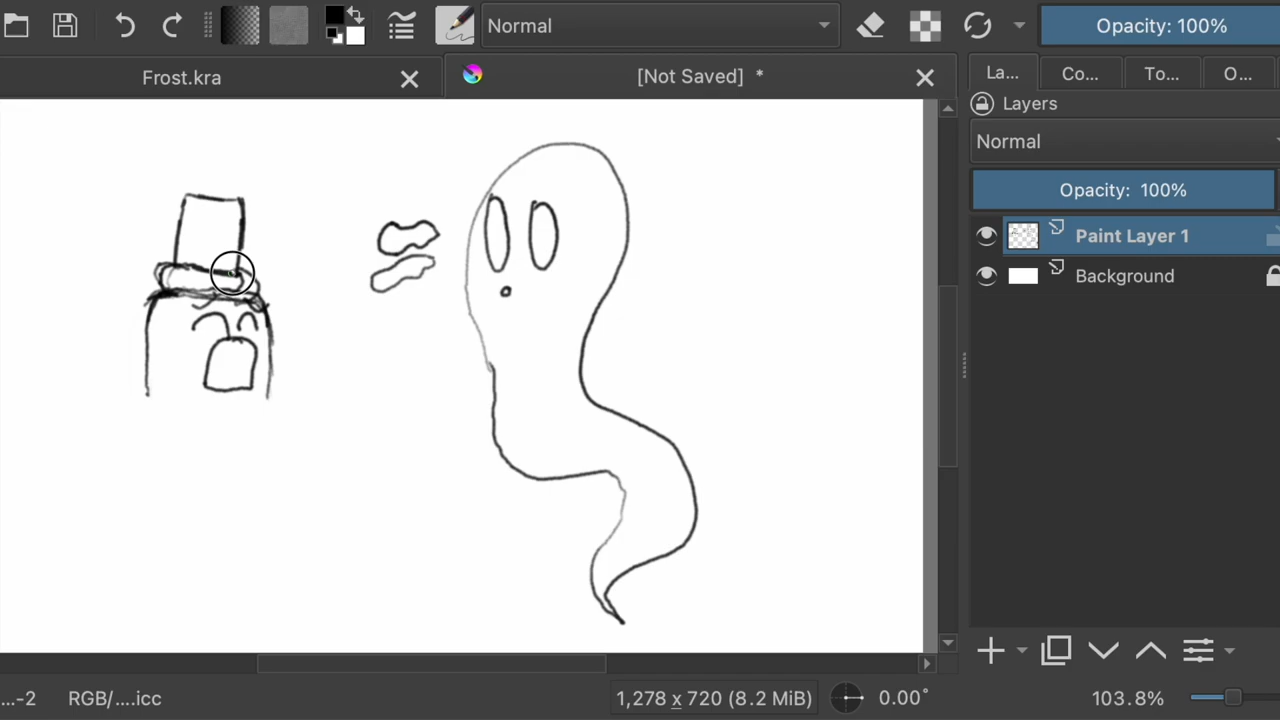 Normal
Opacity: 100%
Frost.kra
[Not Saved] *
La...
Co...
To...
O...
Layers
Normal
Opacity: 100%
Paint Layer 1
Background
...-2
RGB/....icc
1,278 x 720 (8.2 MiB)
0.00°
103.8%